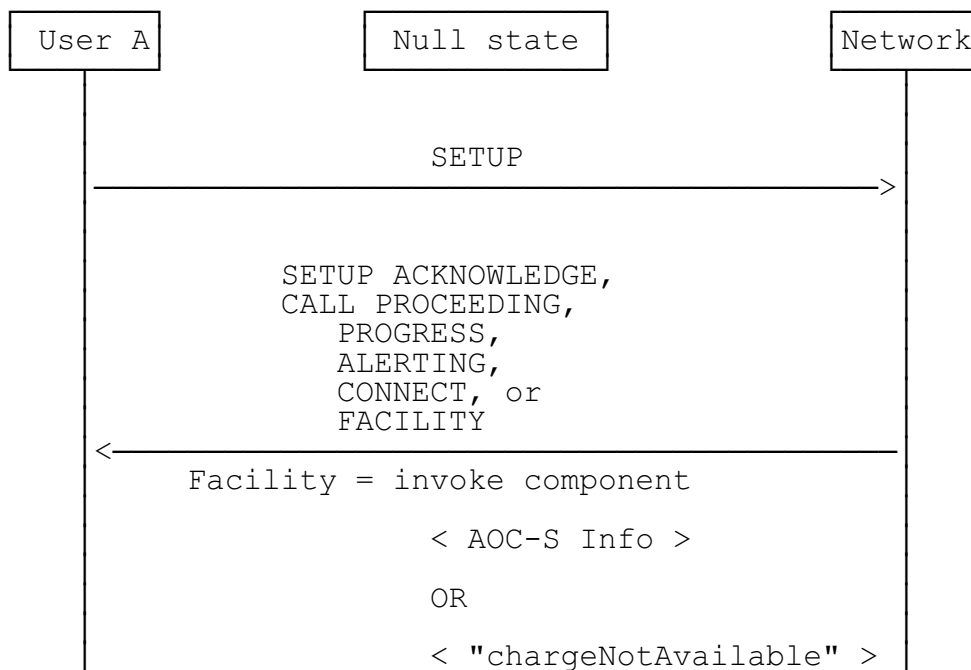 User A
Null state
Network
SETUP
SETUP ACKNOWLEDGE,
CALL PROCEEDING,
PROGRESS,
ALERTING,
CONNECT, or
FACILITY
Facility = invoke component
< AOC-S Info >
OR
< "chargeNotAvailable" >